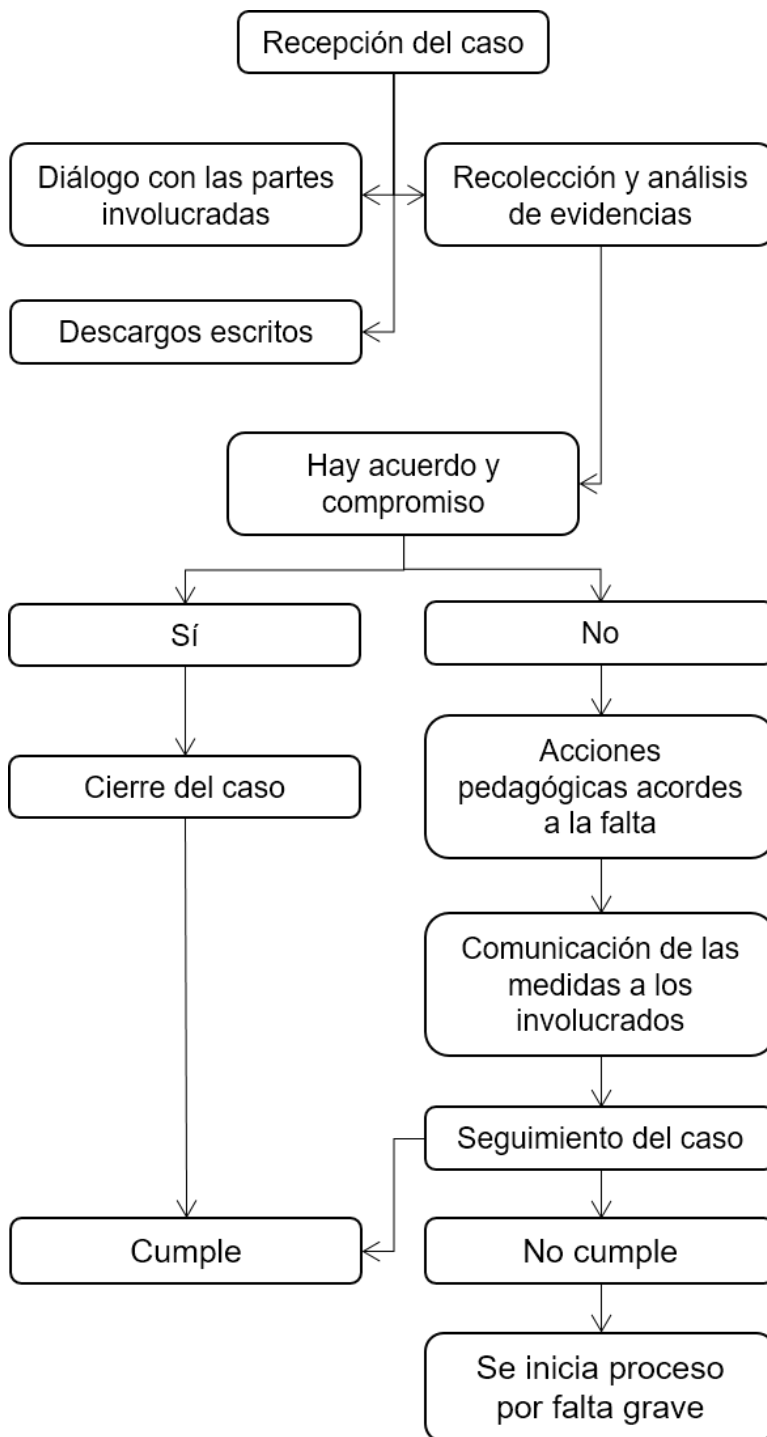 Recepción del caso
Diálogo con las partes
involucradas
Recolección y análisis
de evidencias
Descargos escritos
Hay acuerdo y
compromiso
Sí
No
Cierre del caso
Acciones
pedagógicas acordes
a la falta
Comunicación de las
medidas a los
involucrados
Seguimiento del caso
Cumple
No cumple
Se inicia proceso
por falta grave